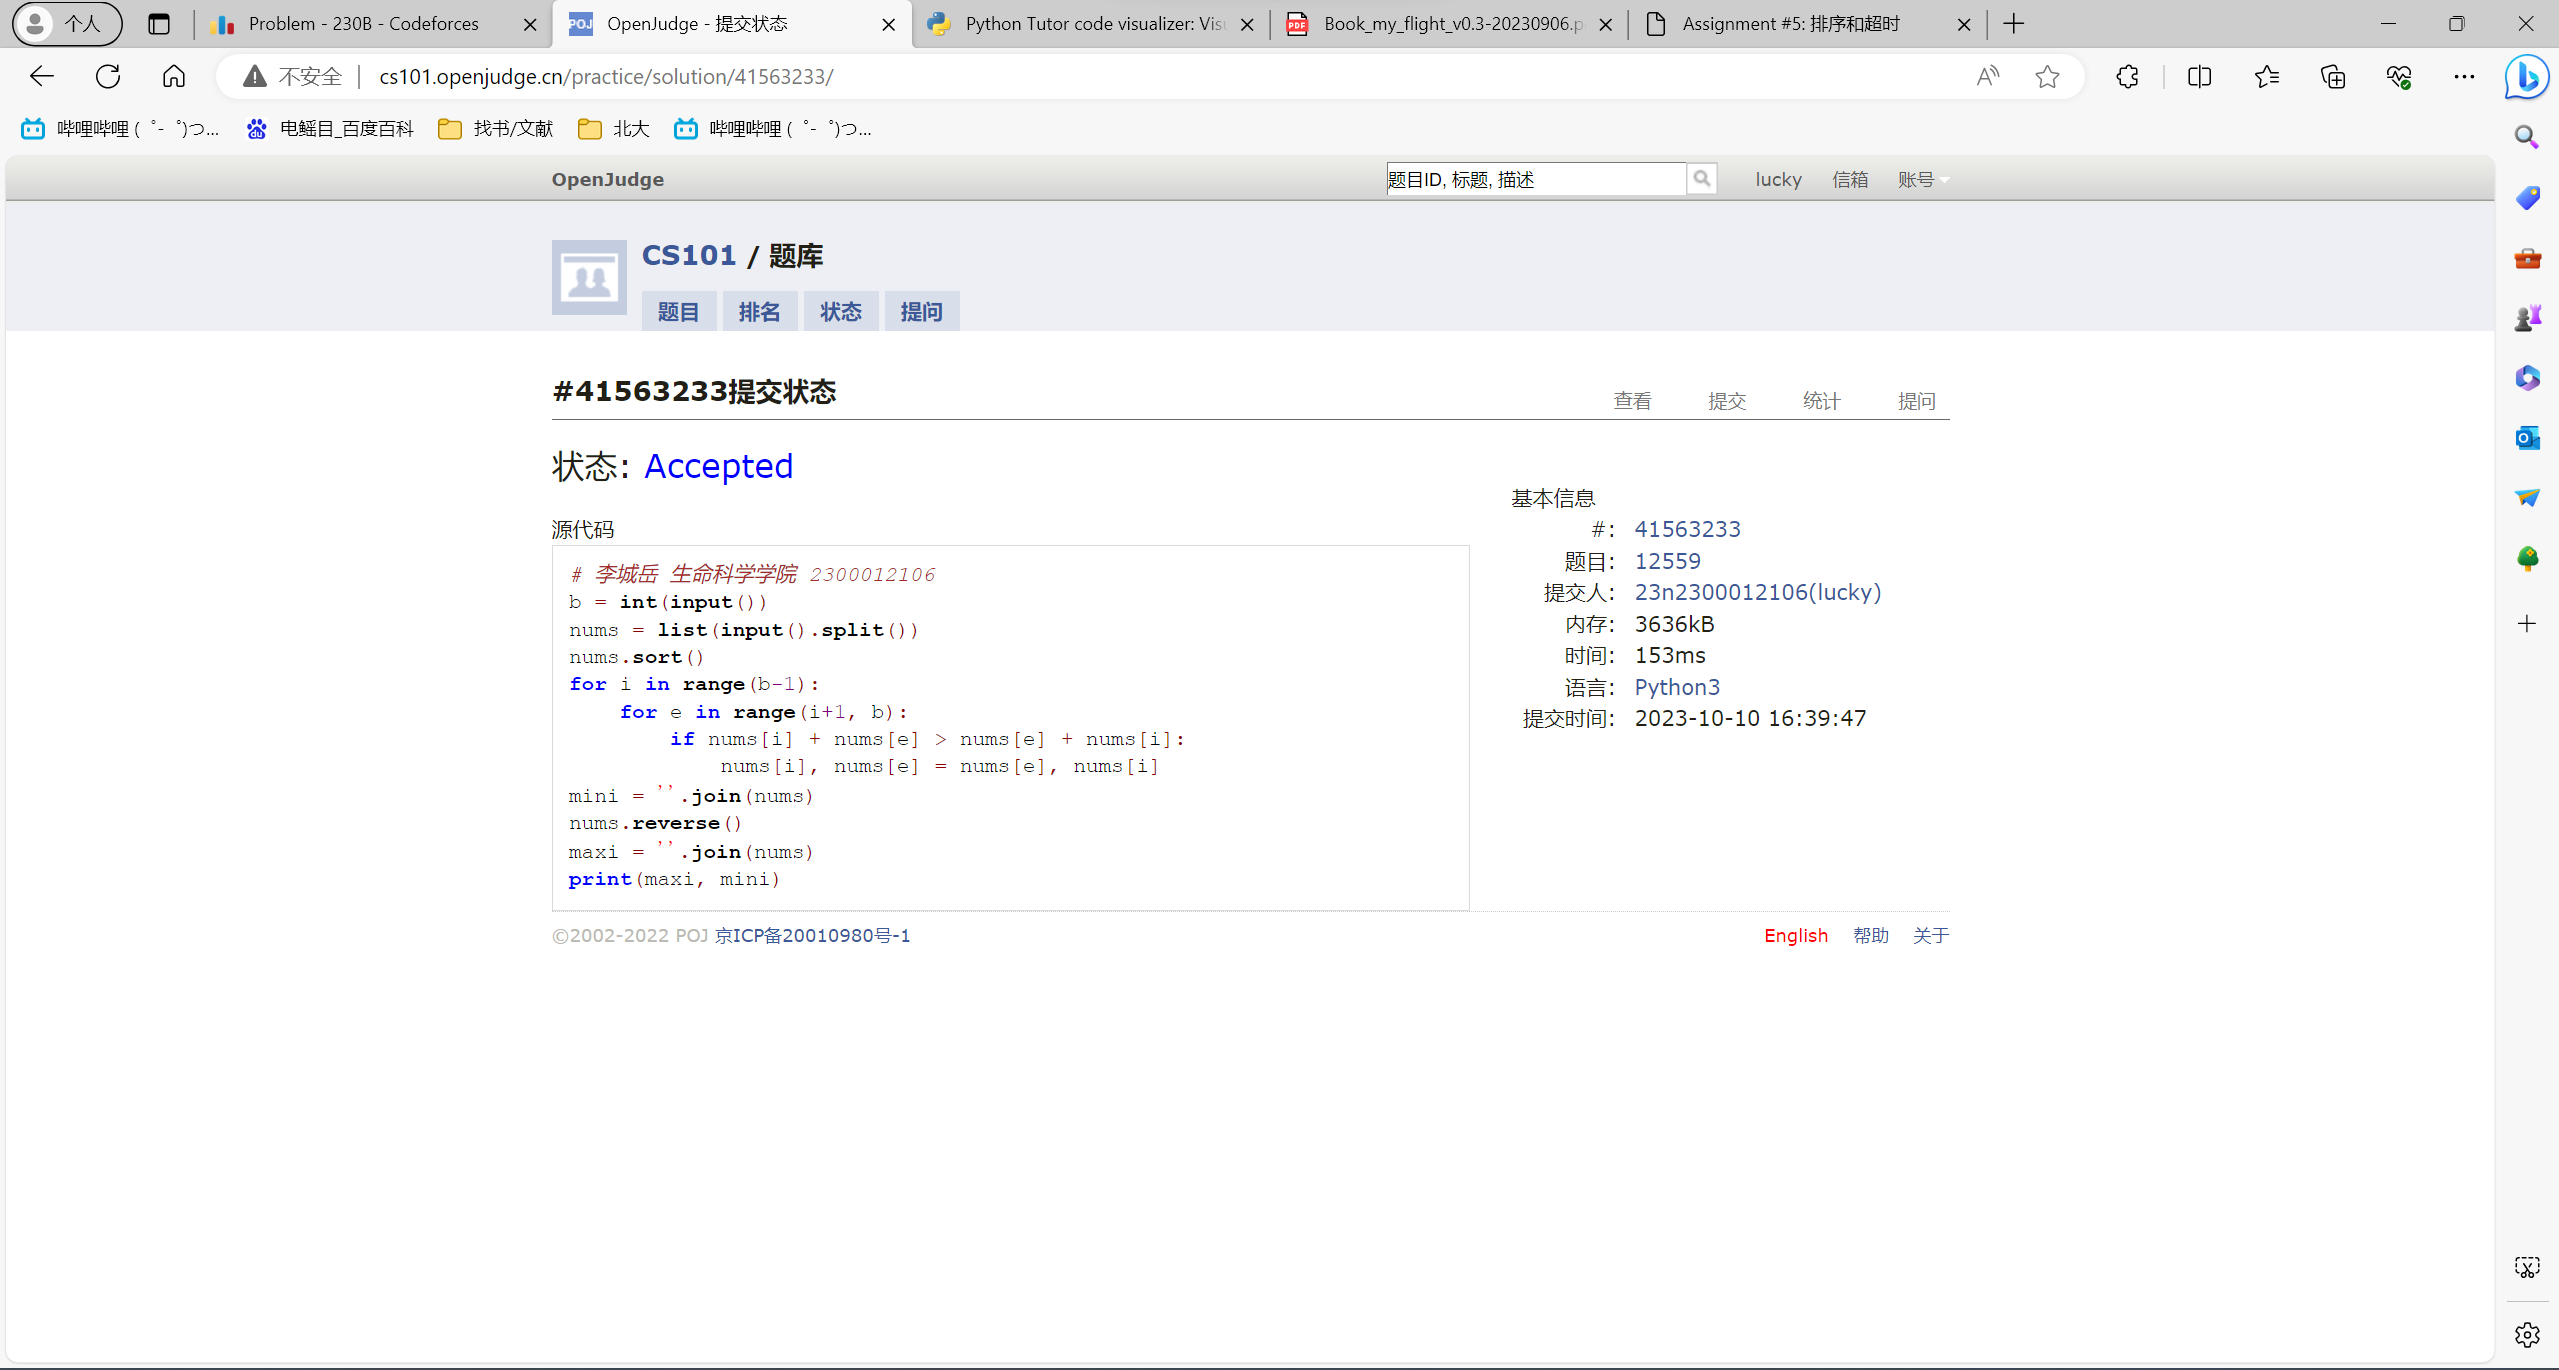 个人
Problem - 230B - Codeforces
OpenJudge - 提交状态
Python Tutor code visualizer: Visu
Book_my_flight_v0.3-20230906.p
Assignment #5: 排序和超时
不安全
cs101.openjudge.cn/practice/solution/41563233/
哔哩哔哩 (゜-゜)つ...
电鳐目_百度百科
找书/文献
北大
哔哩哔哩 (゜-゜)つ...
OpenJudge
题目ID, 标题, 描述
lucky
信箱
账号
CS101 / 题库
题目
排名
状态
提问
#41563233提交状态
查看
提交
统计
提问
状态: Accepted
源代码
# 李城岳 生命科学学院 2300012106
b = int(input())
nums = list(input().split())
nums.sort()
for i in range(b-1):
    for e in range(i+1, b):
        if nums[i] + nums[e] > nums[e] + nums[i]:
            nums[i], nums[e] = nums[e], nums[i]
mini = ''.join(nums)
nums.reverse()
maxi = ''.join(nums)
print(maxi, mini)
基本信息
#: 41563233
题目: 12559
提交人: 23n2300012106(lucky)
内存: 3636kB
时间: 153ms
语言: Python3
提交时间: 2023-10-10 16:39:47
©2002-2022 POJ 京ICP备20010980号-1
English
帮助
关于